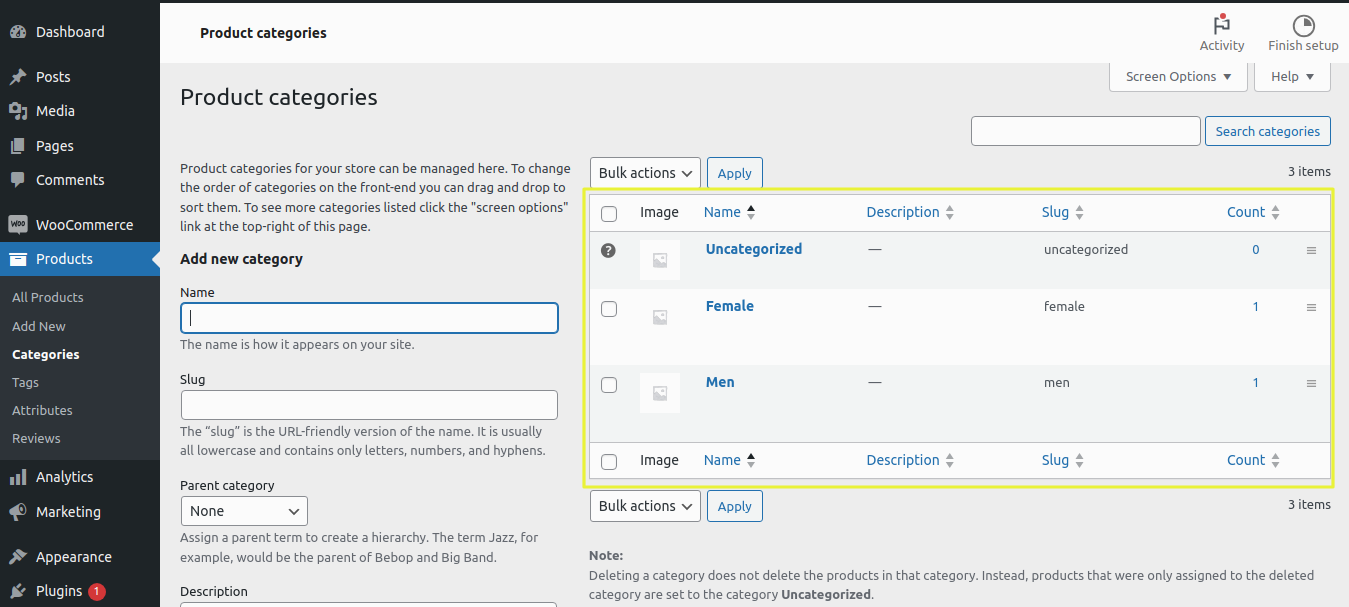 Dashboard
Posts
Media
Pages
Comments
WOO
WooCommerce
Products
All Products
Add New
Categories
Tags
Attributes
Reviews
Analytics
Marketing
Appearance
Plugins 1
Product categories
Activity
Finish setup
Screen Options ▼
Help ▼
Product categories
Search categories
Product categories for your store can be managed here. To change
the order of categories on the front-end you can drag and drop to
sort them. To see more categories listed click the "screen options"
link at the top-right of this page.
Add new category
Name
The name is how it appears on your site.
Slug
The “slug” is the URL-friendly version of the name. It is usually
all lowercase and contains only letters, numbers, and hyphens.
Parent category
None
Assign a parent term to create a hierarchy. The term Jazz, for
example, would be the parent of Bebop and Big Band.
Description
Bulk actions Apply
3 items
Image Name Description Slug Count
? Uncategorized — uncategorized 0
Female — female 1
Men — men 1
Image Name Description Slug Count
Bulk actions Apply
3 items
Note:
Deleting a category does not delete the products in that category. Instead, products that were only assigned to the deleted
category are set to the category Uncategorized.